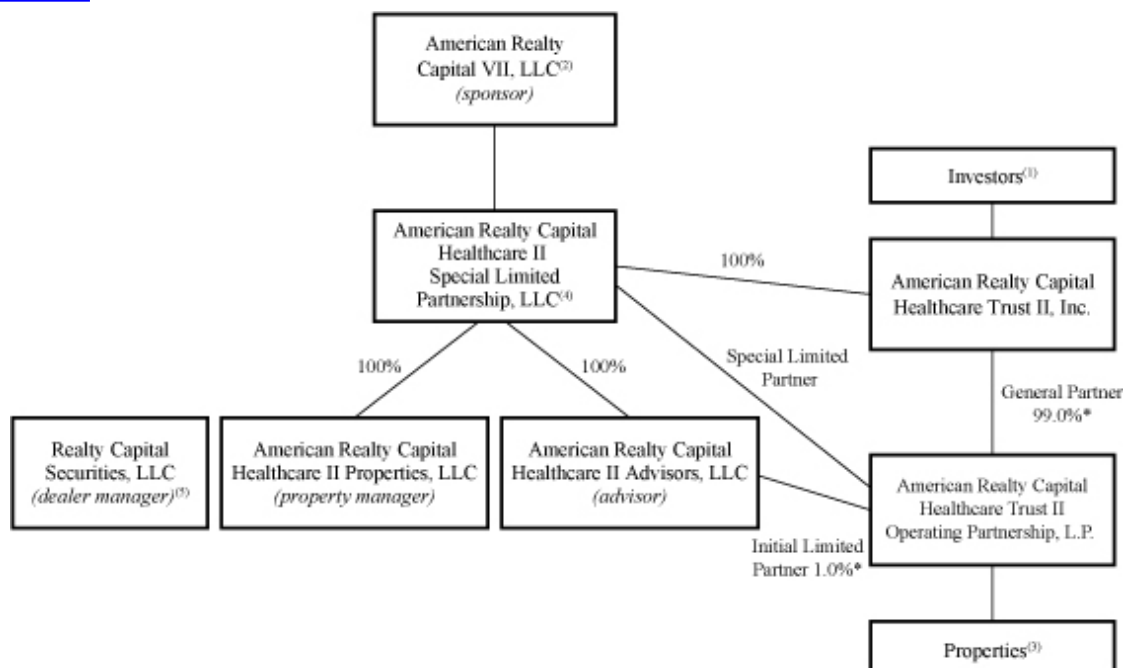 American Realty
Capital VII, LLC(2)
(sponsor)
Investors(1)
American Realty Capital
Healthcare II
Special Limited
Partnership, LLC(4)
100%
American Realty Capital
Healthcare Trust II, Inc.
100%
100%
Special Limited
Partner
General Partner
99.0%*
Realty Capital
Securities, LLC
(dealer manager)(5)
American Realty Capital
Healthcare II Properties, LLC
(property manager)
American Realty Capital
Healthcare II Advisors, LLC
(advisor)
American Realty Capital
Healthcare Trust II
Operating Partnership, L.P.
Initial Limited
Partner 1.0%*
Properties(3)